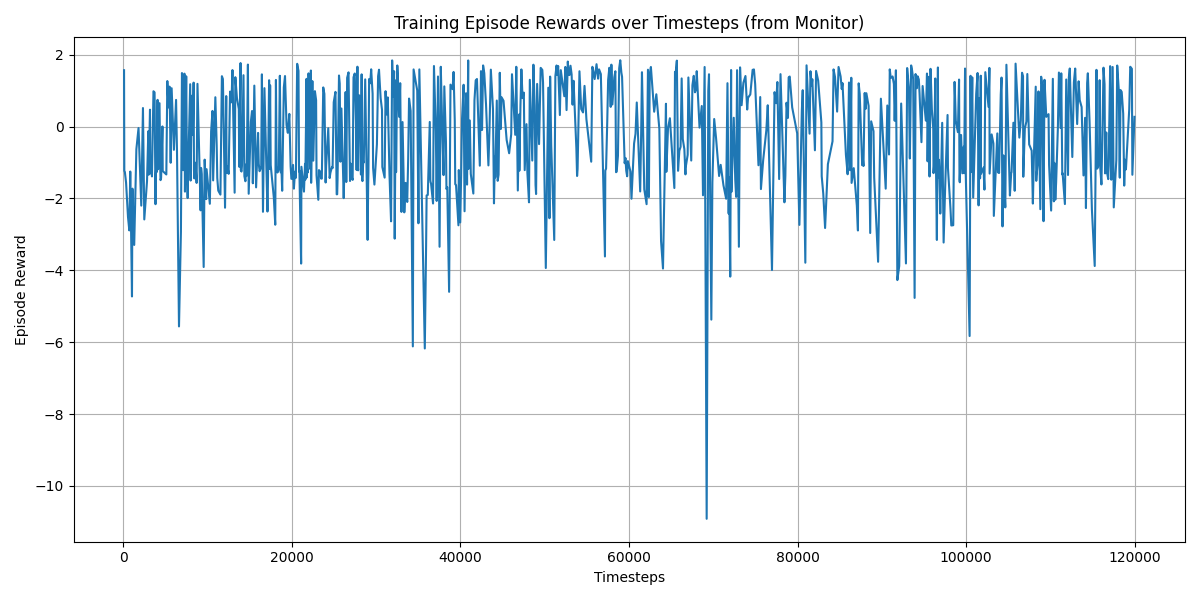 Training Episode Rewards over Timesteps (from Monitor)
2
0
−2
−4
−6
−8
−10
Episode Reward
0 20000 40000 60000 80000 100000 120000
Timesteps